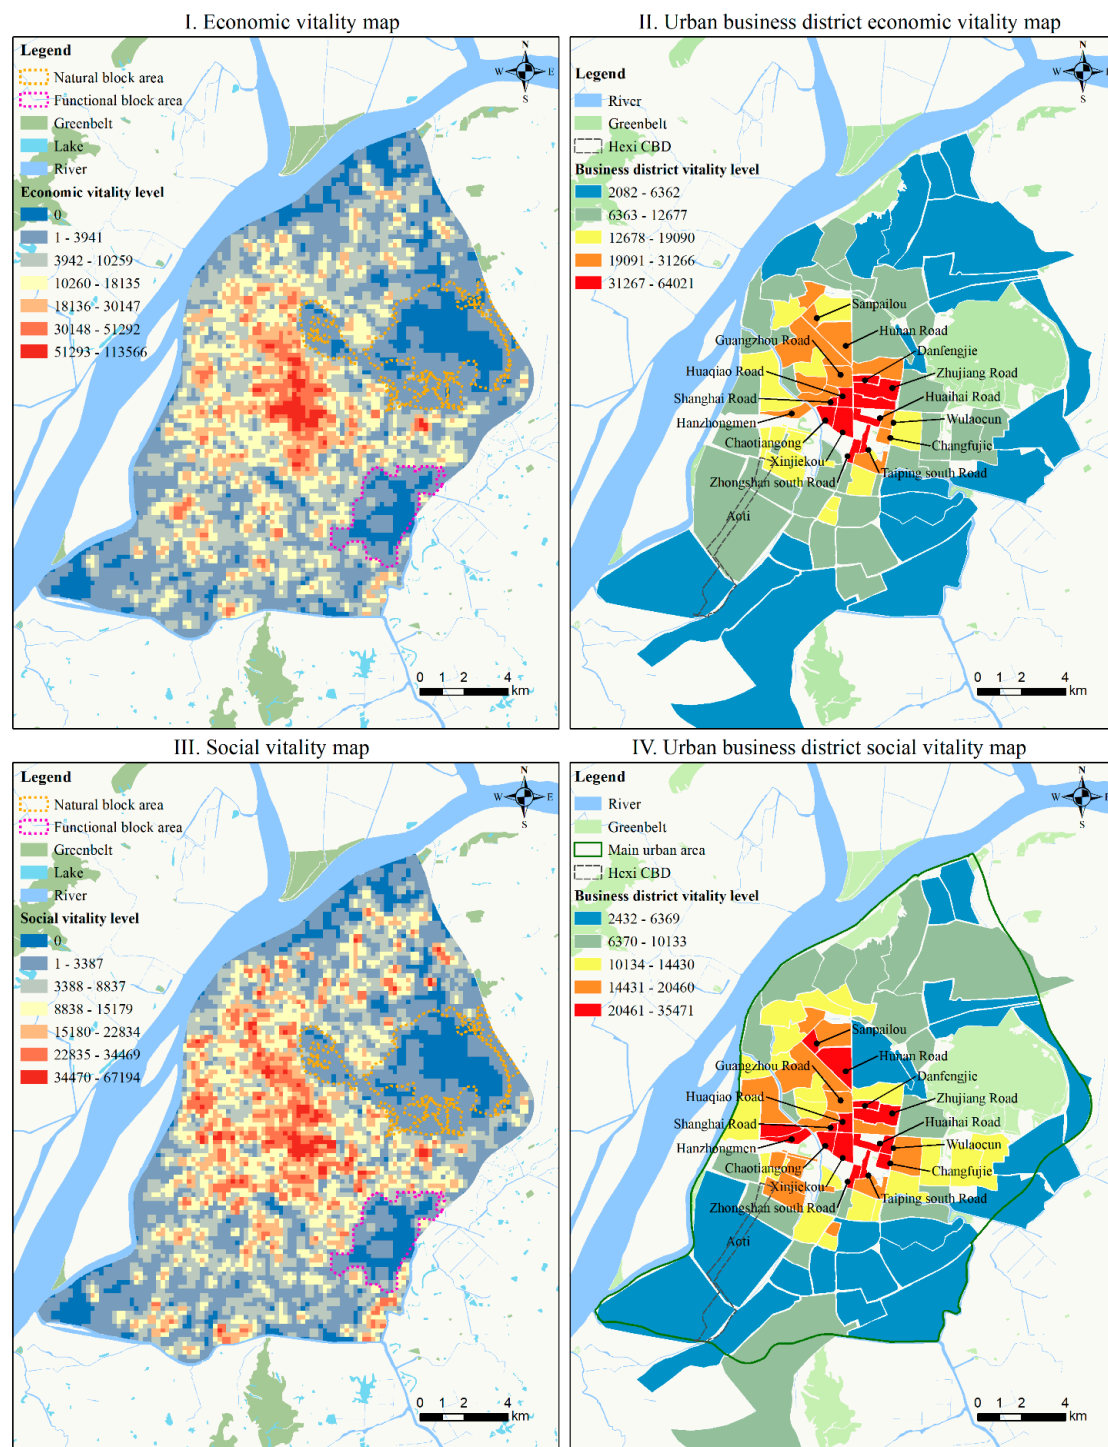 I. Economic vitality map
Legend
Natural block area
Functional block area
Greenbelt
Lake
River
Economic vitality level
0
1 - 3941
3942 - 10259
10260 - 18135
18136 - 30147
30148 - 51292
51293 - 113566
N
W E
S
0 1 2 4
km
II. Urban business district economic vitality map
Legend
River
Greenbelt
Hexi CBD
Business district vitality level
2082 - 6362
6363 - 12677
12678 - 19090
19091 - 31266
31267 - 64021
N
W E
S
Sanpailou
Hunan Road
Guangzhou Road
Danfengjie
Huaqiao Road
Zhujiang Road
Shanghai Road
Huaihai Road
Hanzhongmen
Wulaocun
Chaotiangong
Changfujie
Xinjiekou
Taiping south Road
Zhongshan south Road
Aoti
0 1 2 4
km
III. Social vitality map
Legend
Natural block area
Functional block area
Greenbelt
Lake
River
Social vitality level
0
1 - 3387
3388 - 8837
8838 - 15179
15180 - 22834
22835 - 34469
34470 - 67194
N
W E
S
0 1 2 4
km
IV. Urban business district social vitality map
Legend
River
Greenbelt
Main urban area
Hexi CBD
Business district vitality level
2432 - 6369
6370 - 10133
10134 - 14430
14431 - 20460
20461 - 35471
N
W E
S
Sanpailou
Hunan Road
Guangzhou Road
Danfengjie
Huaqiao Road
Zhujiang Road
Shanghai Road
Huaihai Road
Hanzhongmen
Wulaocun
Chaotiangong
Changfujie
Xinjiekou
Taiping south Road
Zhongshan south Road
Aoti
0 1 2 4
km